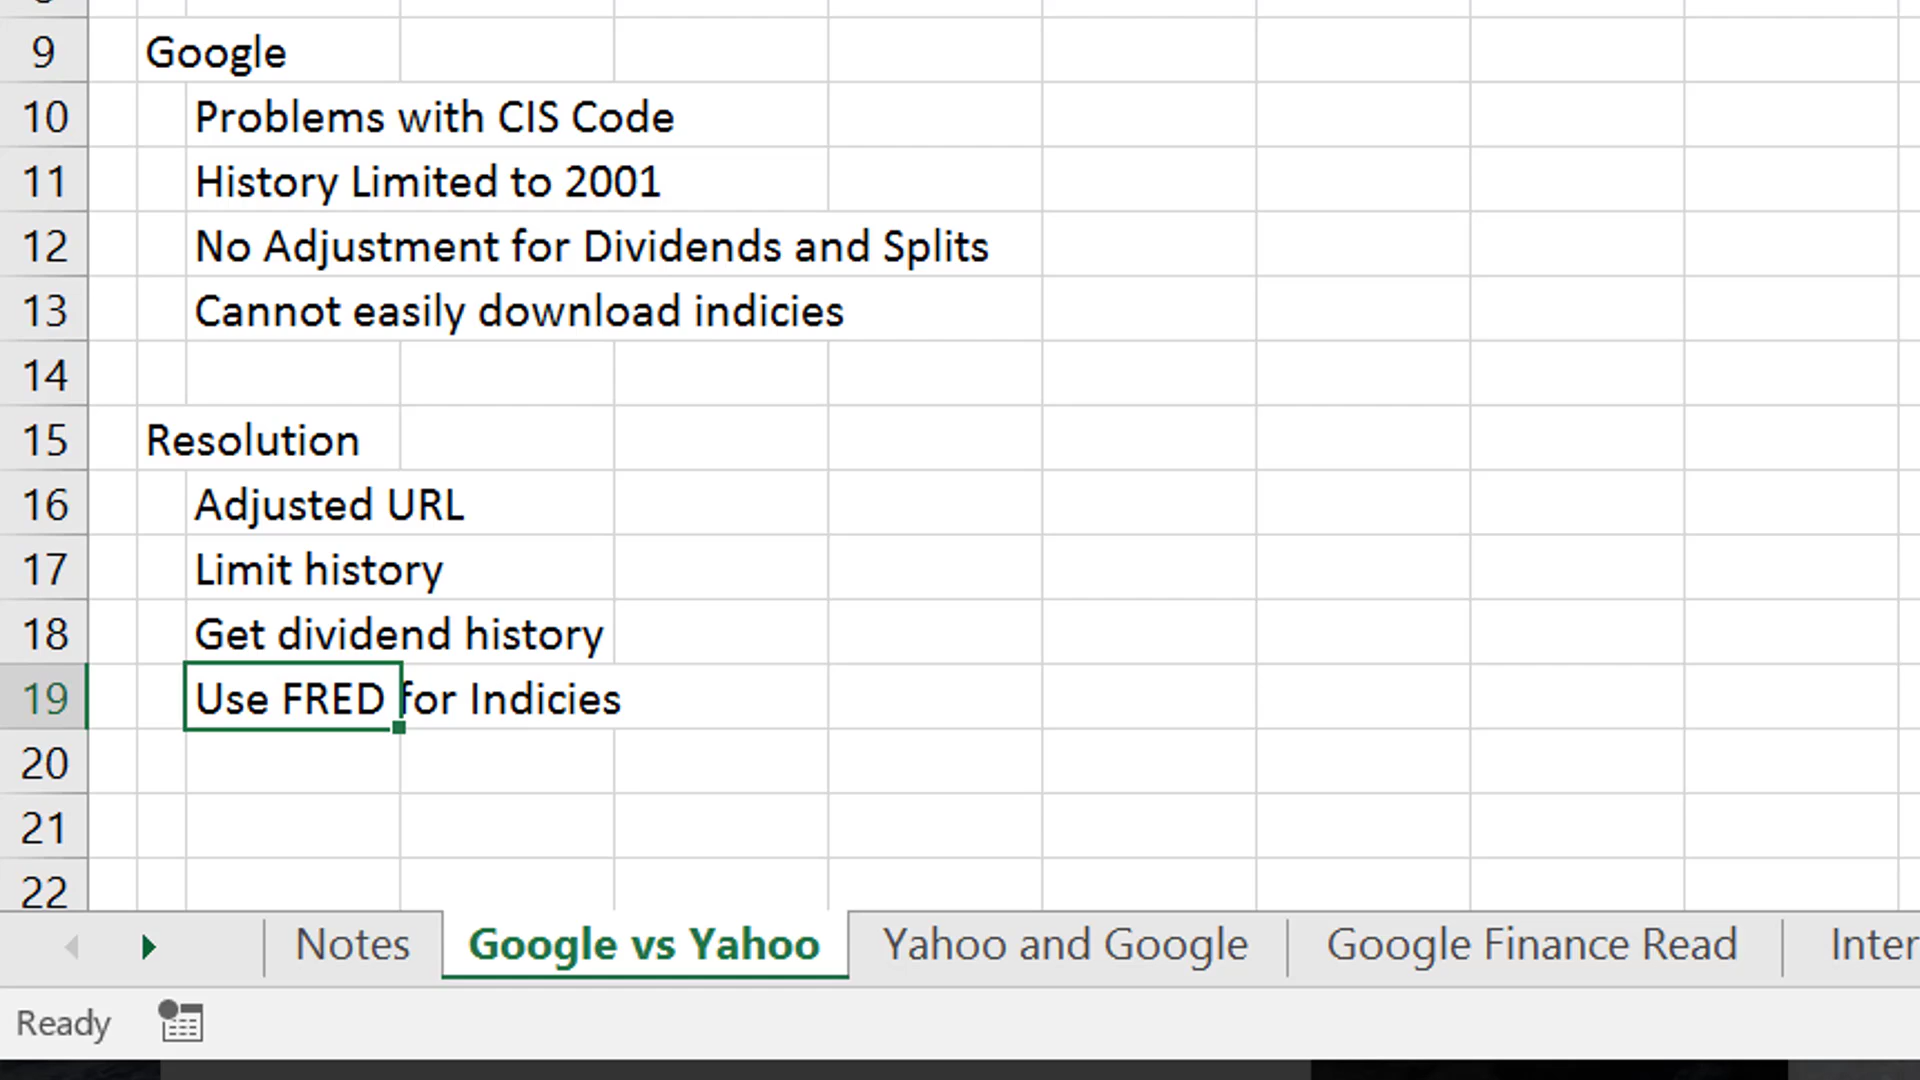 9 Google
10 Problems with CIS Code
11 History Limited to 2001
12 No Adjustment for Dividends and Splits
13 Cannot easily download indicies
14
15 Resolution
16 Adjusted URL
17 Limit history
18 Get dividend history
19 Use FRED for Indicies
20
21
22
Notes Google vs Yahoo Yahoo and Google Google Finance Read Inter
Ready